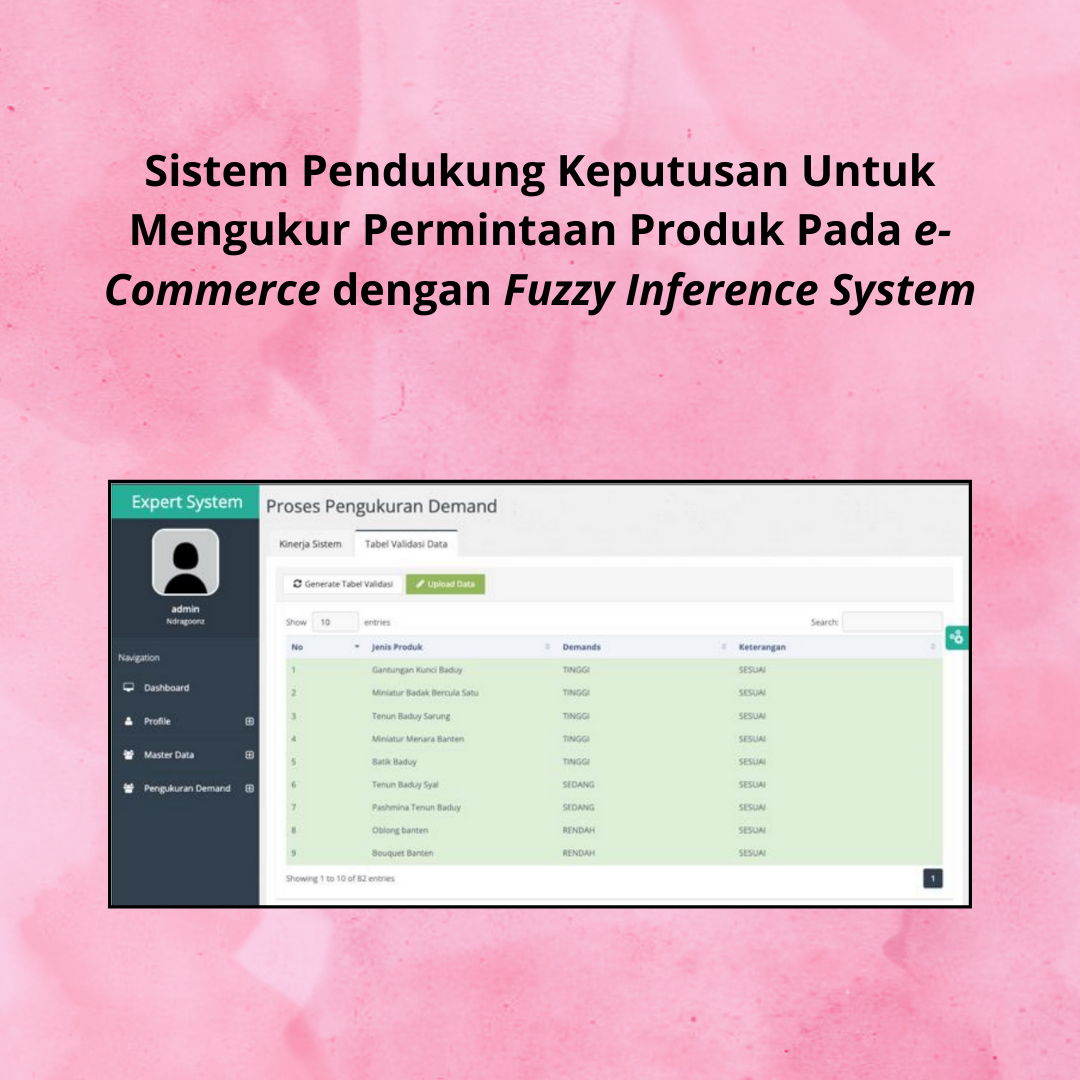 Sistem Pendukung Keputusan Untuk
Mengukur Permintaan Produk Pada e-
Commerce dengan Fuzzy Inference System
Expert System
Proses Pengukuran Demand
Kinerja Sistem Tabel Validasi Data
Generate Tabel Validasi Upload Data
admin
Ndragoonz
Show 10 entries Search:
Navigation
Dashboard
Profile
Master Data
Pengukuran Demand
No Jenis Produk Demands Keterangan
1 Gantungan Kunci Baduy TINGGI SESUAI
2 Miniatur Badak Bercula Satu TINGGI SESUAI
3 Tenun Baduy Sarung TINGGI SESUAI
4 Miniatur Menara Banten TINGGI SESUAI
5 Batik Baduy TINGGI SESUAI
6 Tenun Baduy Syal SEDANG SESUAI
7 Pashmina Tenun Baduy SEDANG SESUAI
8 Oblong banten RENDAH SESUAI
9 Bouquet Banten RENDAH SESUAI
Showing 1 to 10 of 82 entries 1